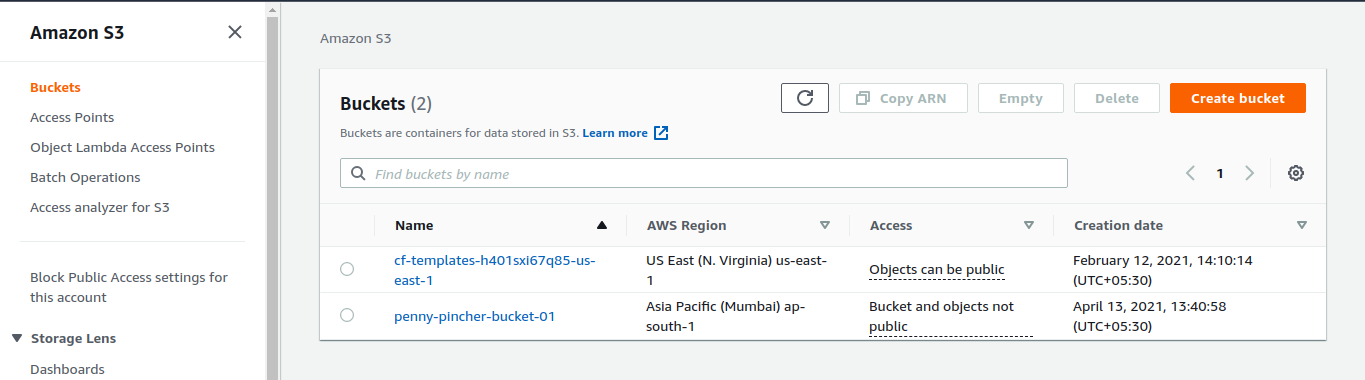 Amazon S3
Buckets
Access Points
Object Lambda Access Points
Batch Operations
Access analyzer for S3
Block Public Access settings for
this account
Storage Lens
Dashboards
Amazon S3
Buckets (2)
Copy ARN
Empty
Delete
Create bucket
Buckets are containers for data stored in S3. Learn more
Find buckets by name
1
Name
AWS Region
Access
Creation date
cf-templates-h401sxi67q85-us-
east-1
US East (N. Virginia) us-east-
1
Objects can be public
February 12, 2021, 14:10:14
(UTC+05:30)
penny-pincher-bucket-01
Asia Pacific (Mumbai) ap-
south-1
Bucket and objects not
public
April 13, 2021, 13:40:58
(UTC+05:30)